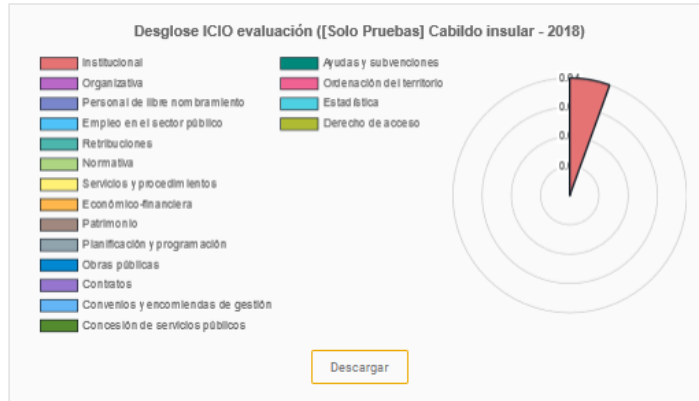 Desglose ICIO evaluación ([Solo Pruebas] Cabildo insular - 2018)
Institucional
Organizativa
Personal de libre nombramiento
Empleo en el sector público
Retribuciones
Normativa
Servicios y procedimientos
Económico-financiera
Patrimonio
Planificación y programación
Obras públicas
Contratos
Convenios y encomiendas de gestión
Concesión de servicios públicos
Ayudas y subvenciones
Ordenación del territorio
Estadística
Derecho de acceso
Descargar